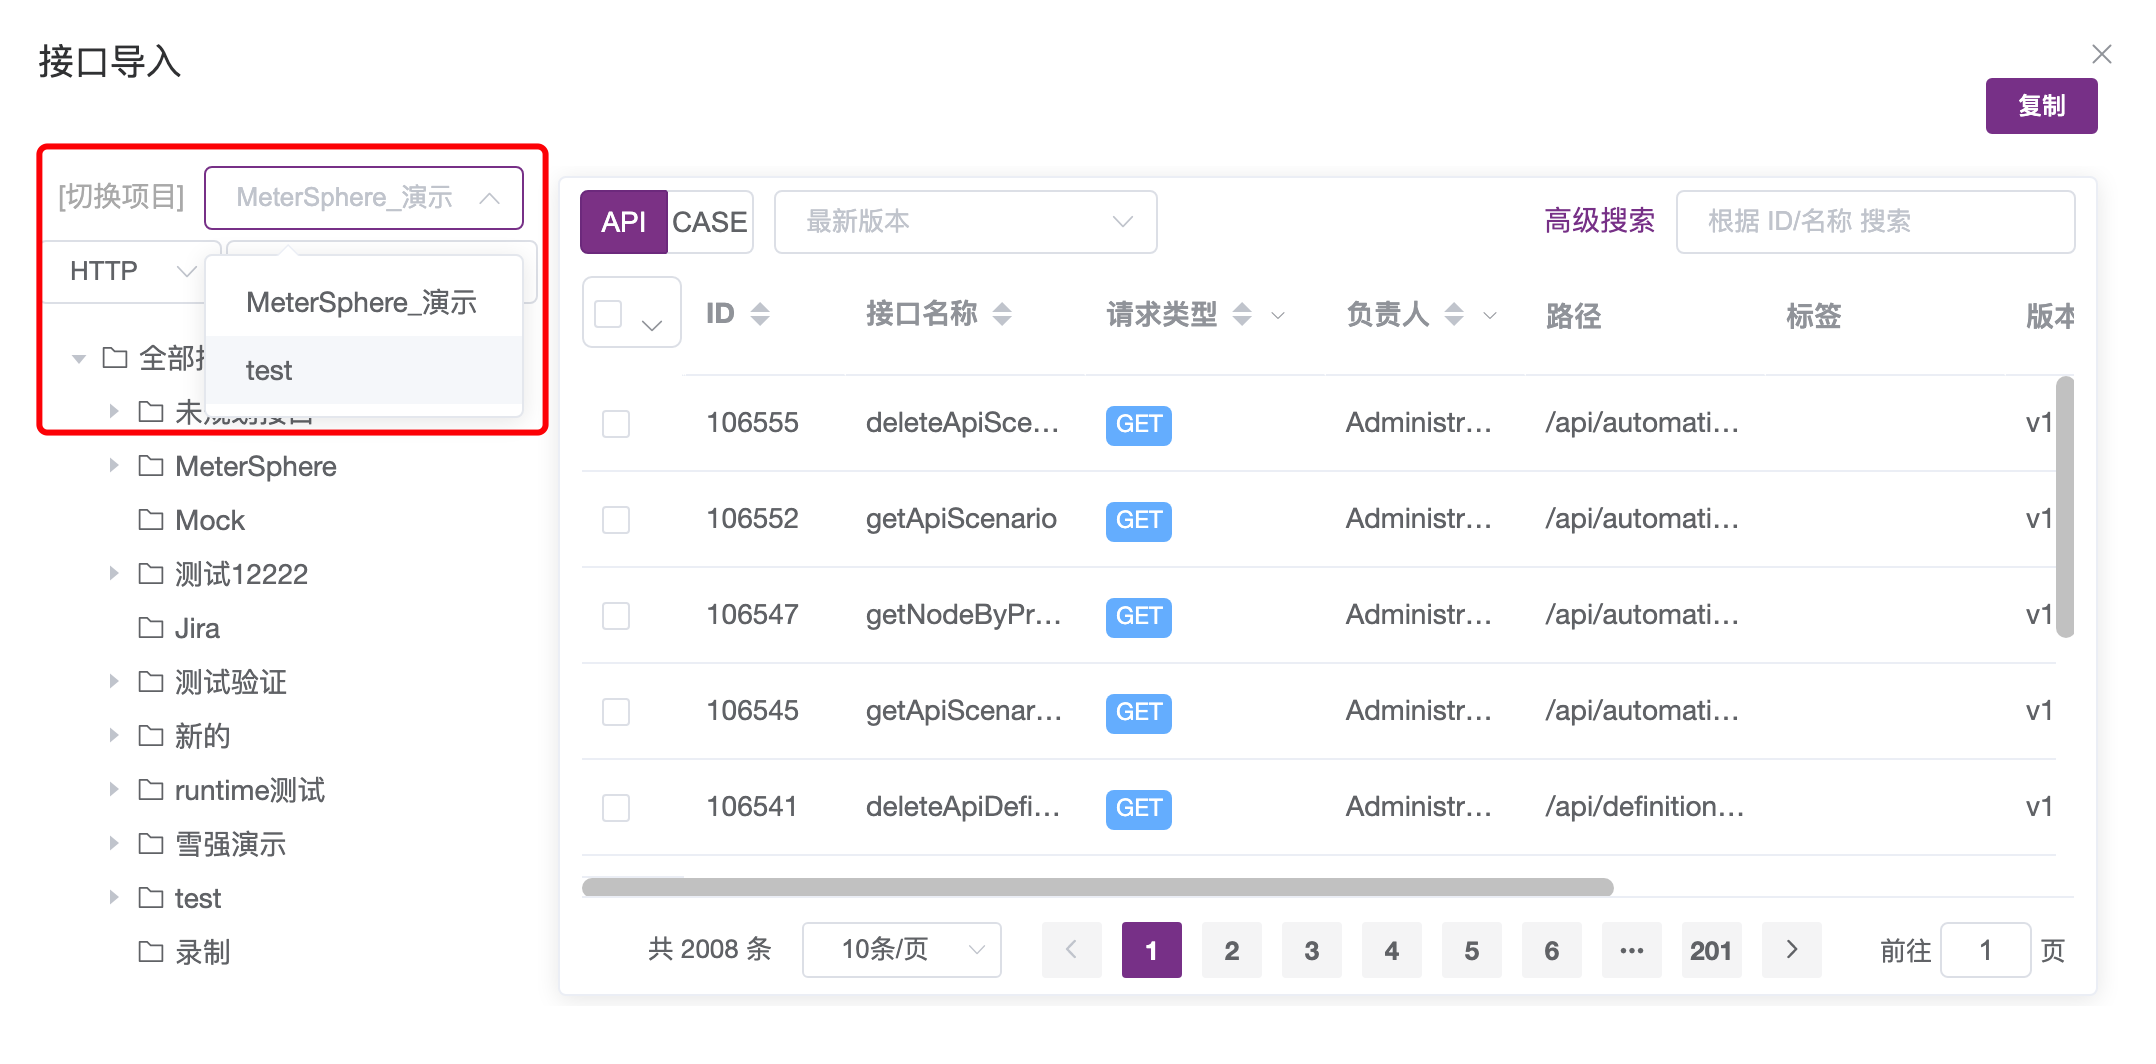 接口导入
复制
[切换项目] MeterSphere_演示
HTTP
MeterSphere_演示
test
全部
未规划接口
MeterSphere
Mock
测试12222
Jira
测试验证
新的
runtime测试
雪强演示
test
录制
API CASE 最新版本 高级搜索 根据 ID/名称 搜索
ID 接口名称 请求类型 负责人 路径 标签 版本
106555 deleteApiSce... GET Administr... /api/automati... v1
106552 getApiScenario GET Administr... /api/automati... v1
106547 getNodeByPr... GET Administr... /api/automati... v1
106545 getApiScenar... GET Administr... /api/automati... v1
106541 deleteApiDefi... GET Administr... /api/definition... v1
共 2008 条 10条/页 1 2 3 4 5 6 ... 201 前往 1 页